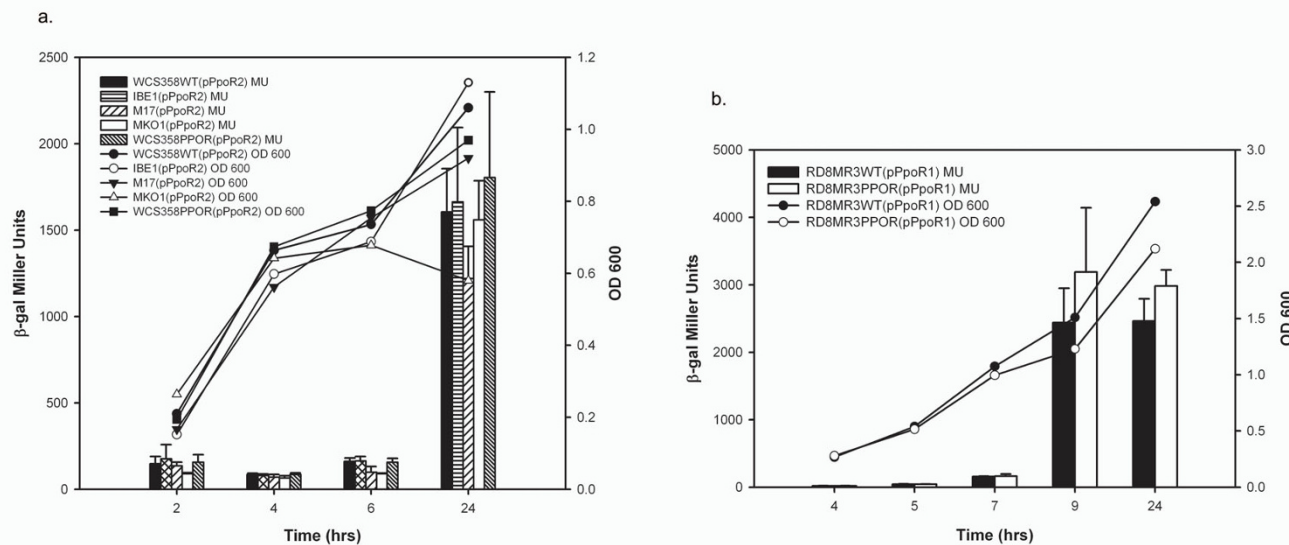 a.
2500
2000
1500
1000
500
0
β-gal Miller Units
WCS358WT(pPpoR2) MU
IBE1(pPpoR2) MU
M17(pPpoR2) MU
MKO1(pPpoR2) MU
WCS358PPOR(pPpoR2) MU
WCS358WT(pPpoR2) OD 600
IBE1(pPpoR2) OD 600
M17(pPpoR2) OD 600
MKO1(pPpoR2) OD 600
WCS358PPOR(pPpoR2) OD 600
1.2
1.0
0.8
0.6
0.4
0.2
0.0
OD 600
2 4 6 24
Time (hrs)
b.
5000
4000
3000
2000
1000
0
β-gal Miller Units
RD8MR3WT(pPpoR1) MU
RD8MR3PPOR(pPpoR1) MU
RD8MR3WT(pPpoR1) OD 600
RD8MR3PPOR(pPpoR1) OD 600
3.0
2.5
2.0
1.5
1.0
0.5
0.0
OD 600
4 5 7 9 24
Time (hrs)